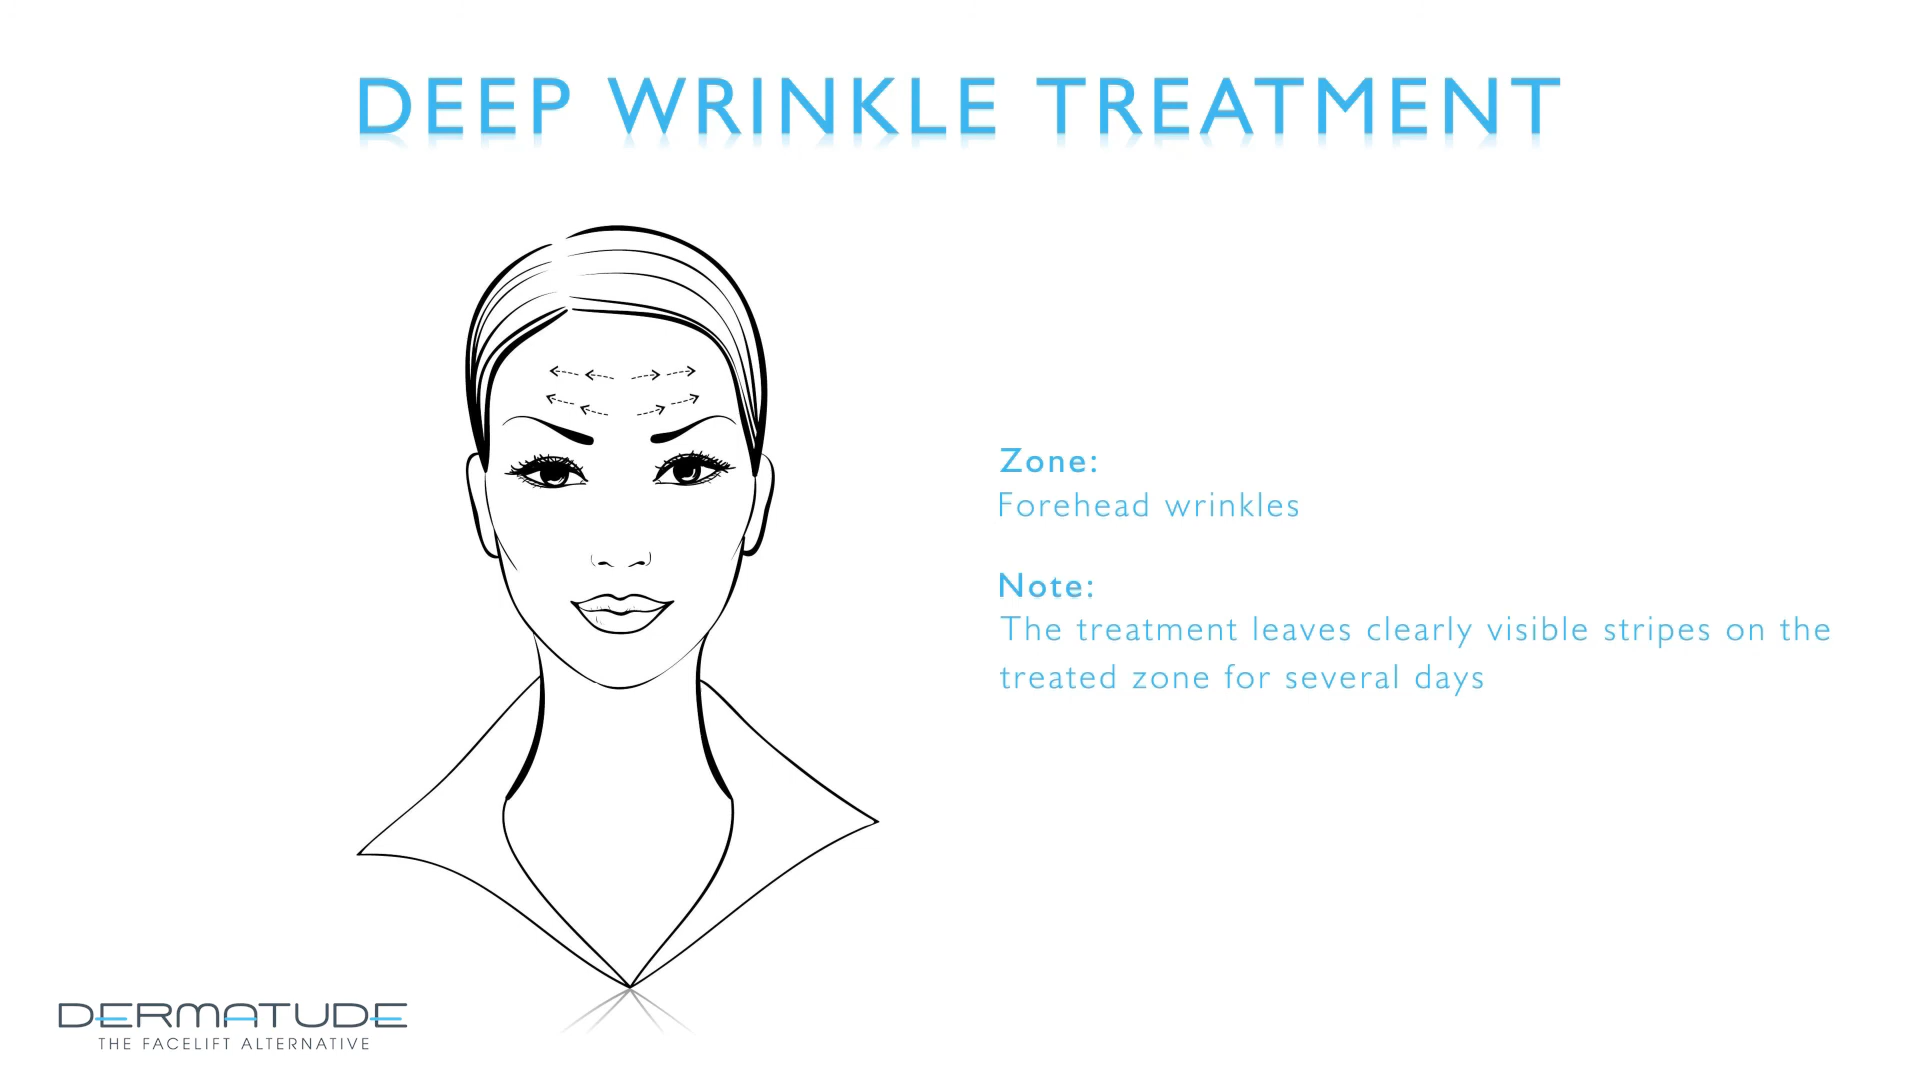 DEEP WRINKLE TREATMENT
Zone:
Forehead wrinkles
Note:
The treatment leaves clearly visible stripes on the
treated zone for several days
DERMATUDE
THE FACELIFT ALTERNATIVE